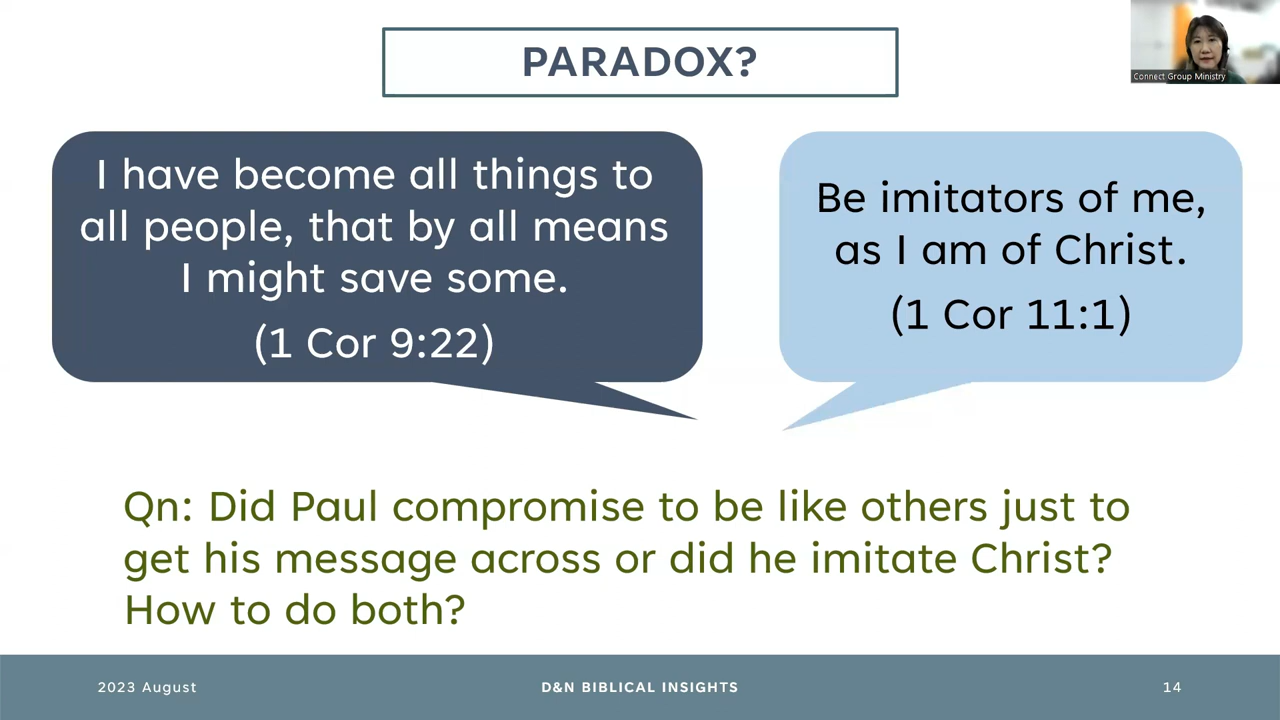 PARADOX?
Connect Group Ministry
I have become all things to
all people, that by all means
I might save some.
(1 Cor 9:22)
Be imitators of me,
as I am of Christ.
(1 Cor 11:1)
Qn: Did Paul compromise to be like others just to
get his message across or did he imitate Christ?
How to do both?
2023 August
D&N BIBLICAL INSIGHTS
14